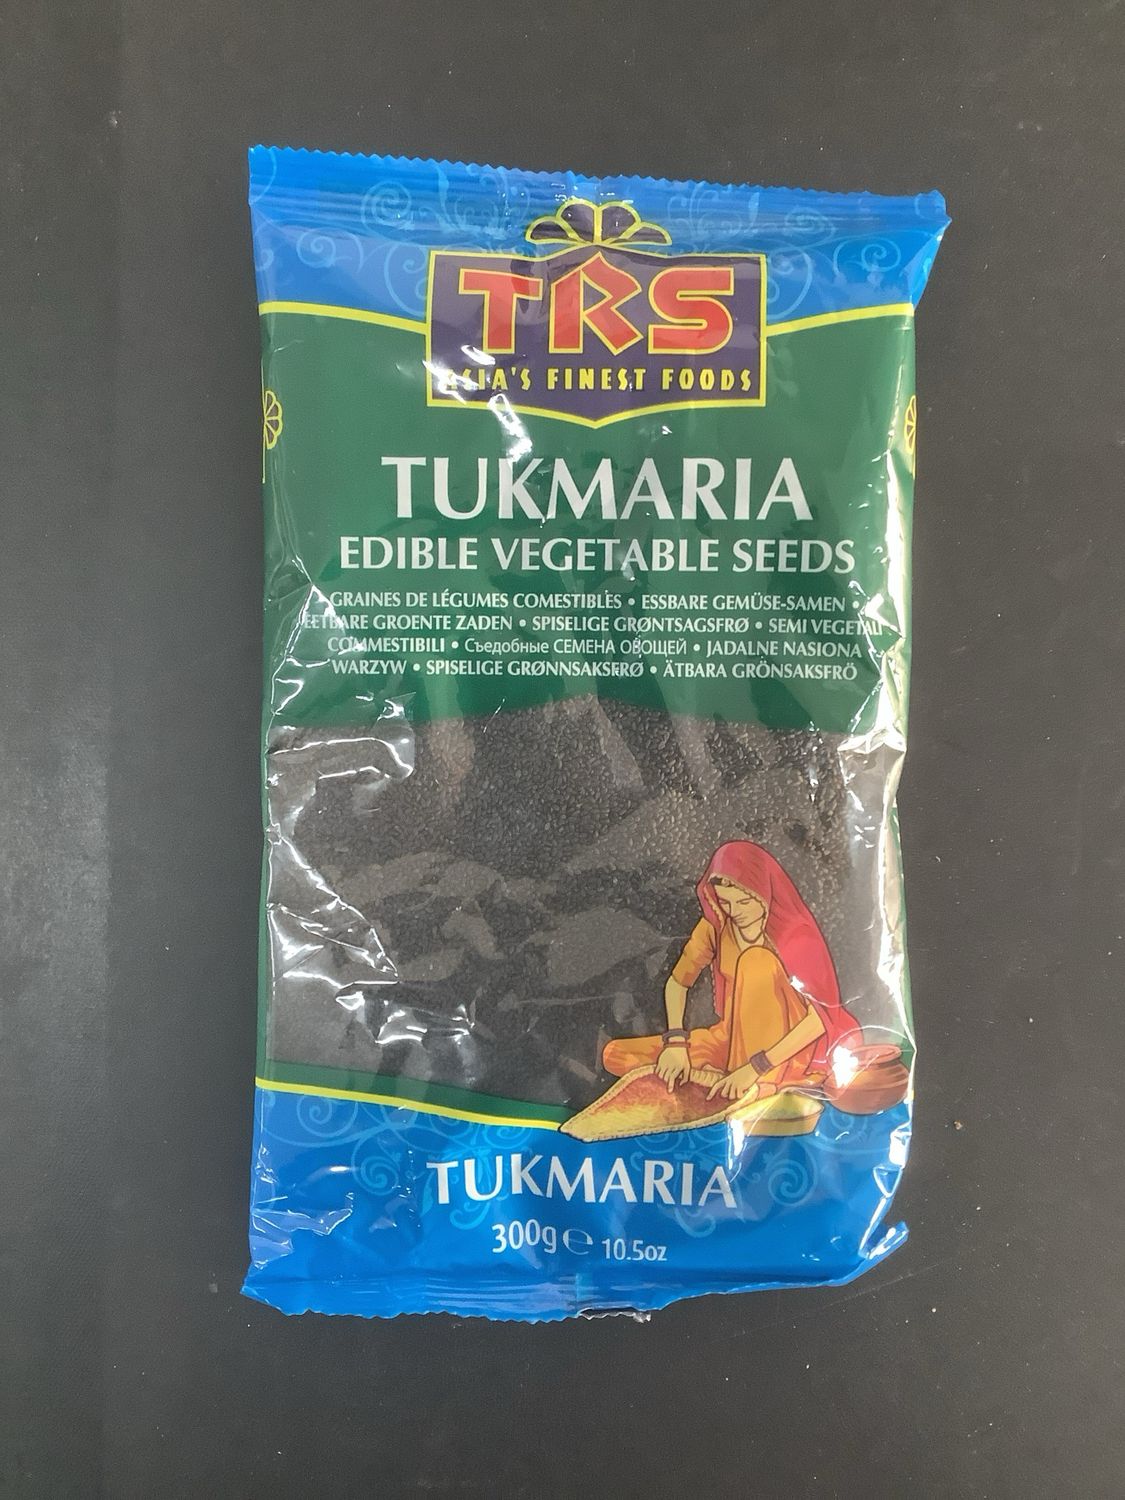 TRS
ASIA'S FINEST FOODS
TUKMARIA
EDIBLE VEGETABLE SEEDS
GRAINES DE LÉGUMES COMESTIBLES • ESSBARE GEMÜSE-SAMEN •
EETBARE GROENTE ZADEN • SPISELIGE GRØNTSAGSFRØ • SEMI VEGETALI
COMMESTIBILI • Съедобные СЕМЕНА ОВОЩЕЙ • JADALNE NASIONA
WARZYW • SPISELIGE GRØNNSAKSFRØ • ÄTBARA GRÖNSAKSFRÖ
TUKMARIA
300g ℮ 10.5oz